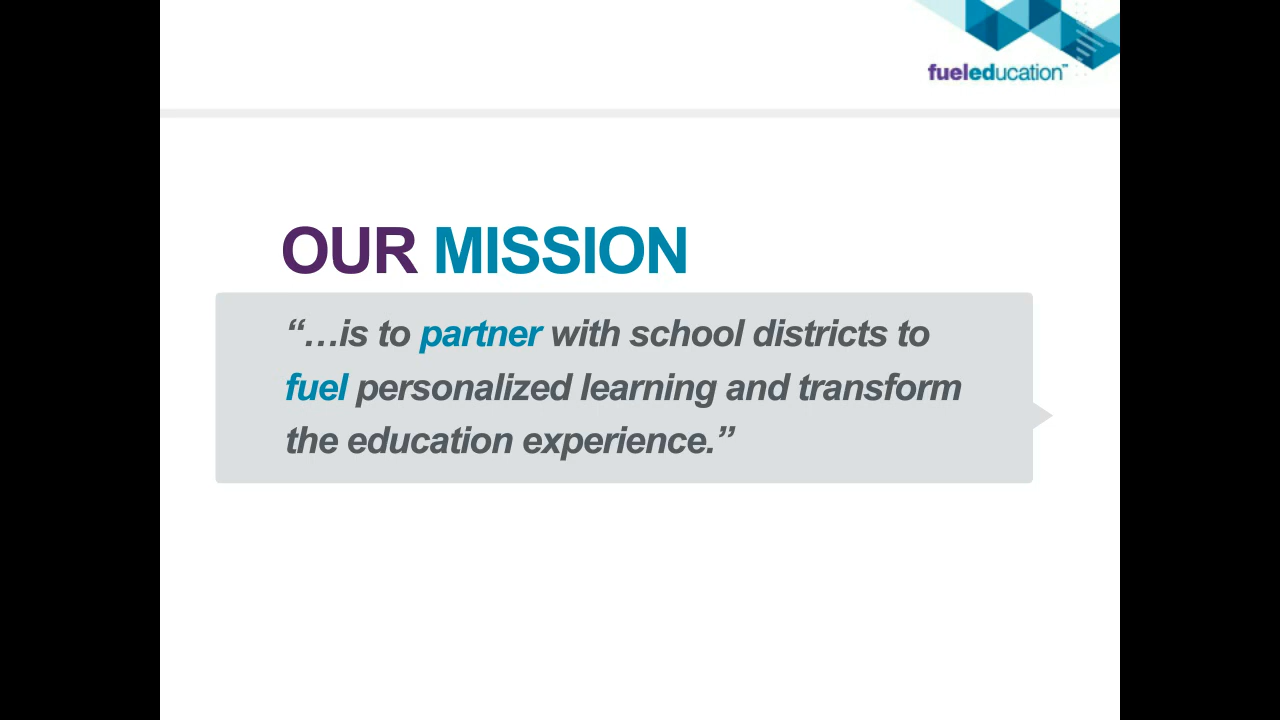 fueleducation™
OUR MISSION
“…is to partner with school districts to
fuel personalized learning and transform
the education experience.”